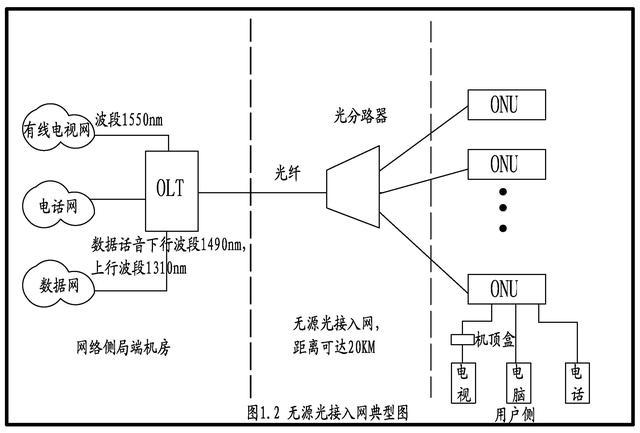 波段1550nm
有线电视网
光分路器
ONU
ONU
光纤
OLT
电话网
数据话音下行波段1490nm,
上行波段1310nm
数据网
ONU
无源光接入网,
距离可达20KM
网络侧局端机房
机顶盒
电视
电脑
电话
图1.2 无源光接入网典型图
用户侧